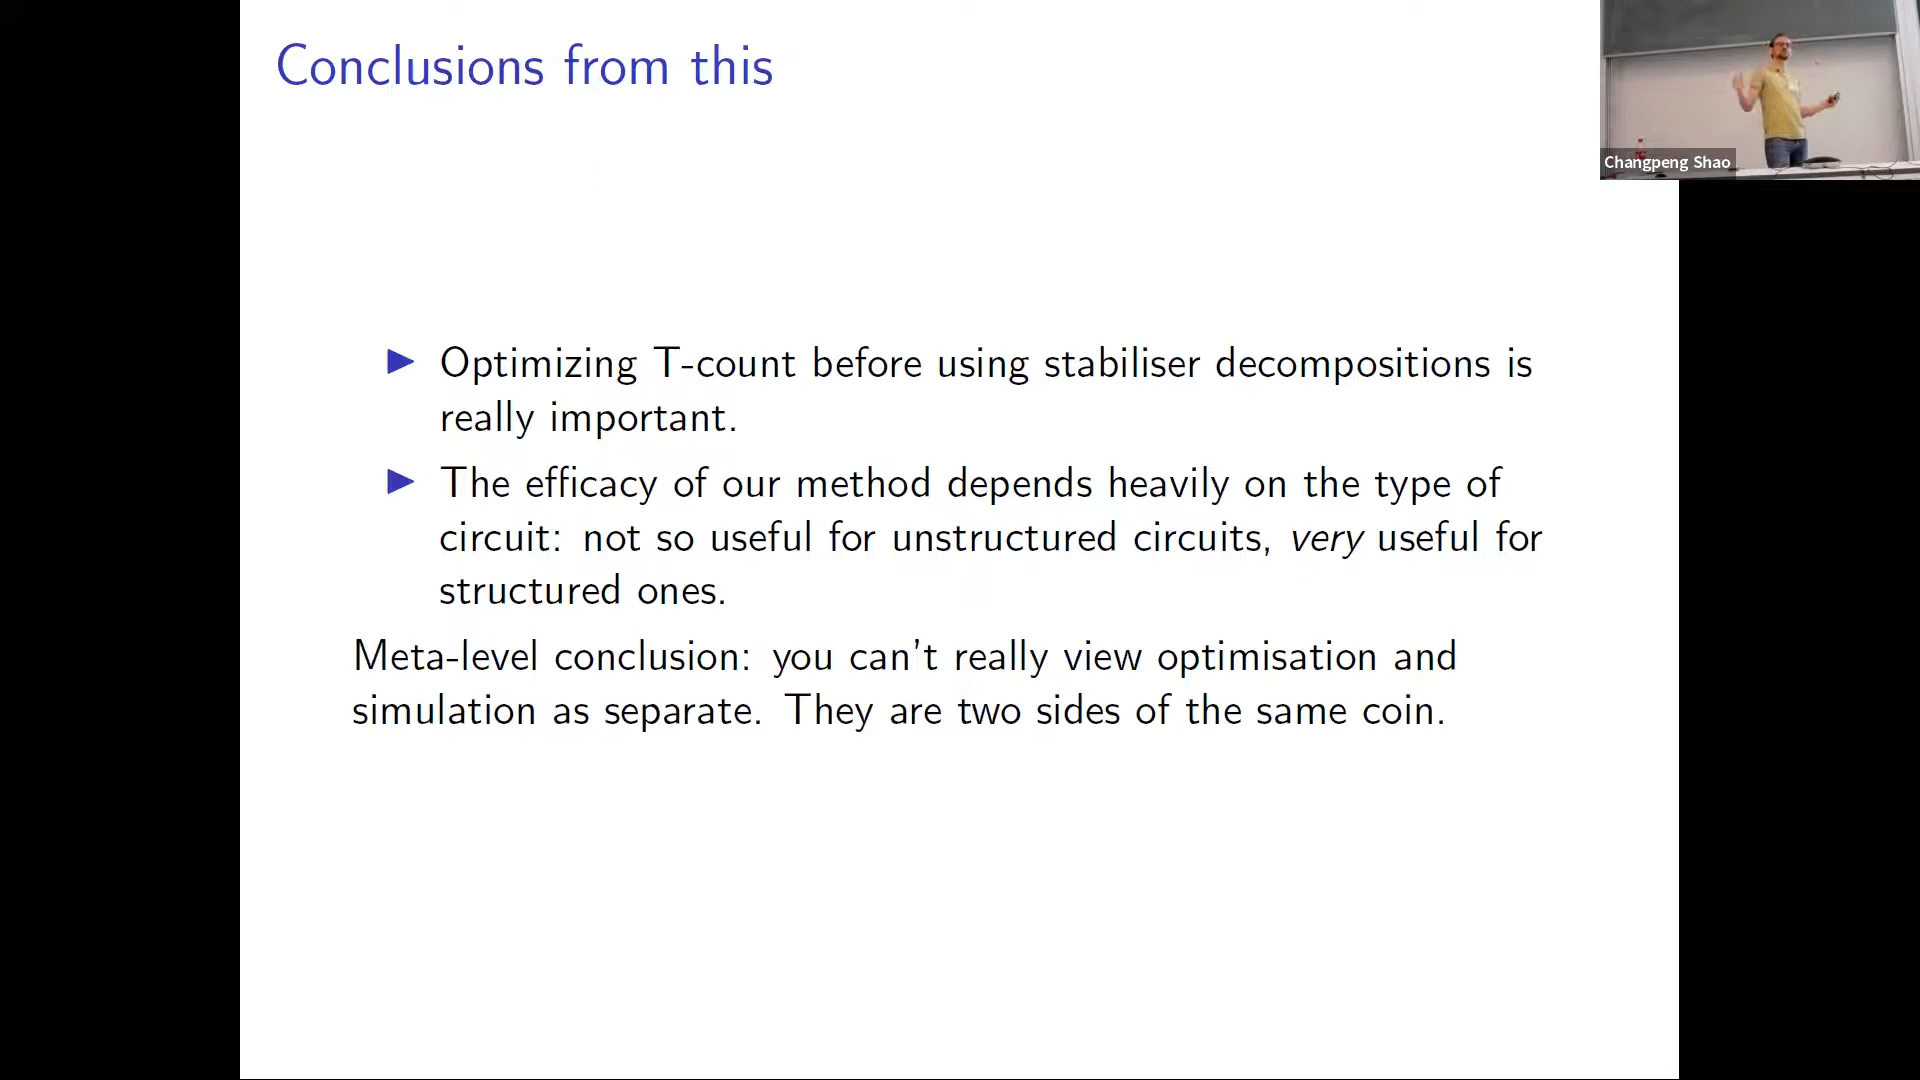 Conclusions from this
Changpeng Shao
▶ Optimizing T-count before using stabiliser decompositions is
really important.
▶ The efficacy of our method depends heavily on the type of
circuit: not so useful for unstructured circuits, very useful for
structured ones.
Meta-level conclusion: you can't really view optimisation and
simulation as separate. They are two sides of the same coin.